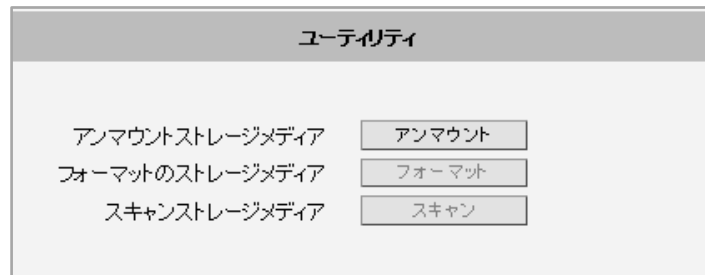 ユーティリティ
アンマウントストレージメディア アンマウント
フォーマットのストレージメディア フォーマット
スキャンストレージメディア スキャン